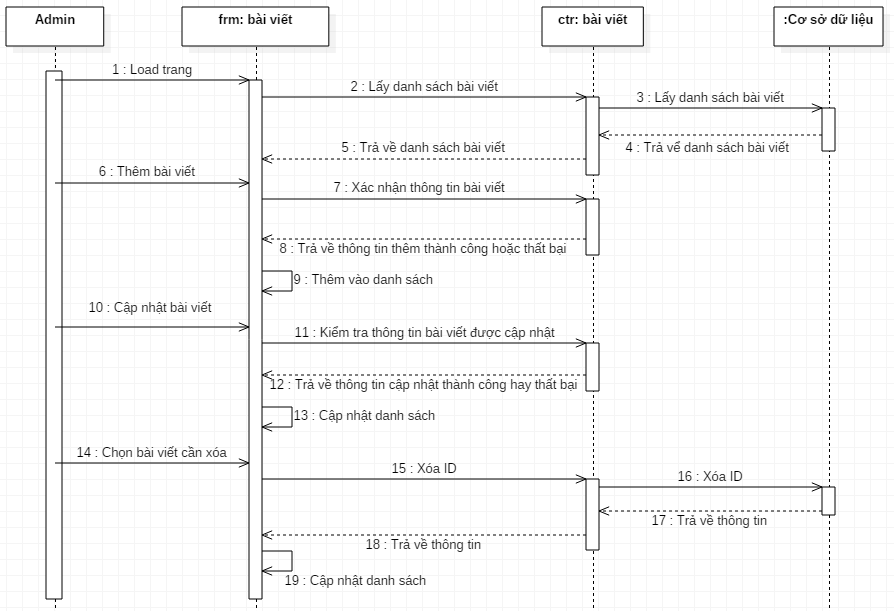 Admin
frm: bài viết
ctr: bài viết
:Cơ sở dữ liệu
1 : Load trang
2 : Lấy danh sách bài viết
3 : Lấy danh sách bài viết
4 : Trả vể danh sách bài viết
5 : Trả về danh sách bài viết
6 : Thêm bài viết
7 : Xác nhận thông tin bài viết
8 : Trả về thông tin thêm thành công hoặc thất bại
9 : Thêm vào danh sách
10 : Cập nhật bài viết
11 : Kiểm tra thông tin bài viết được cập nhật
12 : Trả về thông tin cập nhật thành công hay thất bại
13 : Cập nhật danh sách
14 : Chọn bài viết cần xóa
15 : Xóa ID
16 : Xóa ID
17 : Trả về thông tin
18 : Trả về thông tin
19 : Cập nhật danh sách